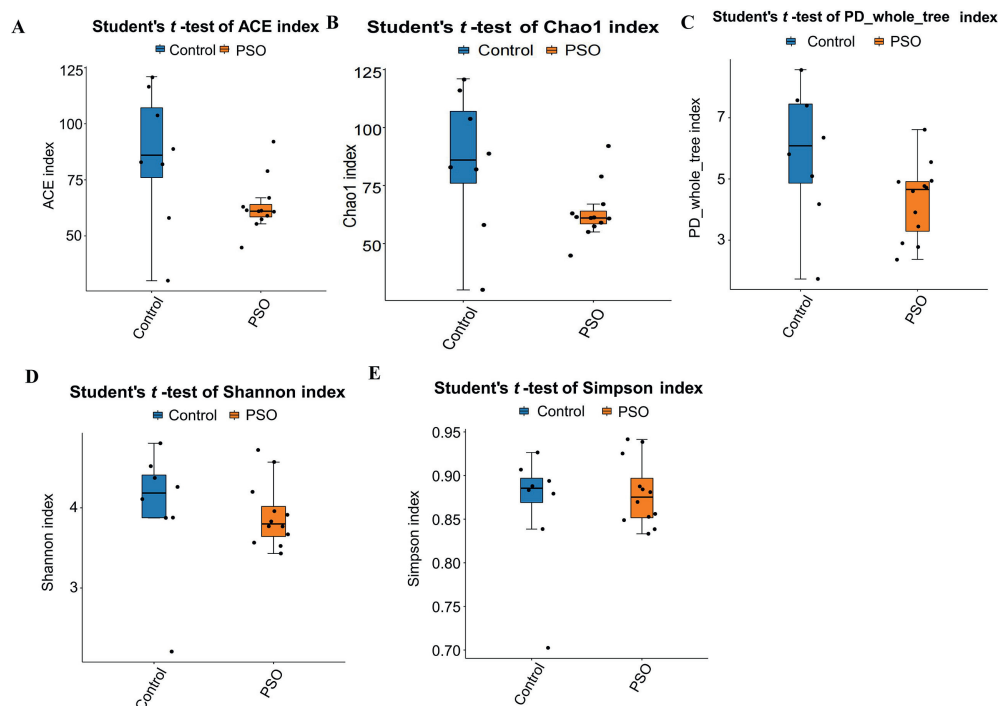 A
Student's t -test of ACE index
Control PSO
ACE index
125
100
75
50
Control
PSO
B
Student's t -test of Chao1 index
Control PSO
Chao1 index
125
100
75
50
Control
PSO
C
Student's t -test of PD_whole_tree index
Control PSO
PD_whole_tree index
7
5
3
Control
PSO
D
Student's t -test of Shannon index
Control PSO
Shannon index
4
3
Control
PSO
E
Student's t -test of Simpson index
Control PSO
Simpson index
0.95
0.90
0.85
0.80
0.75
0.70
Control
PSO